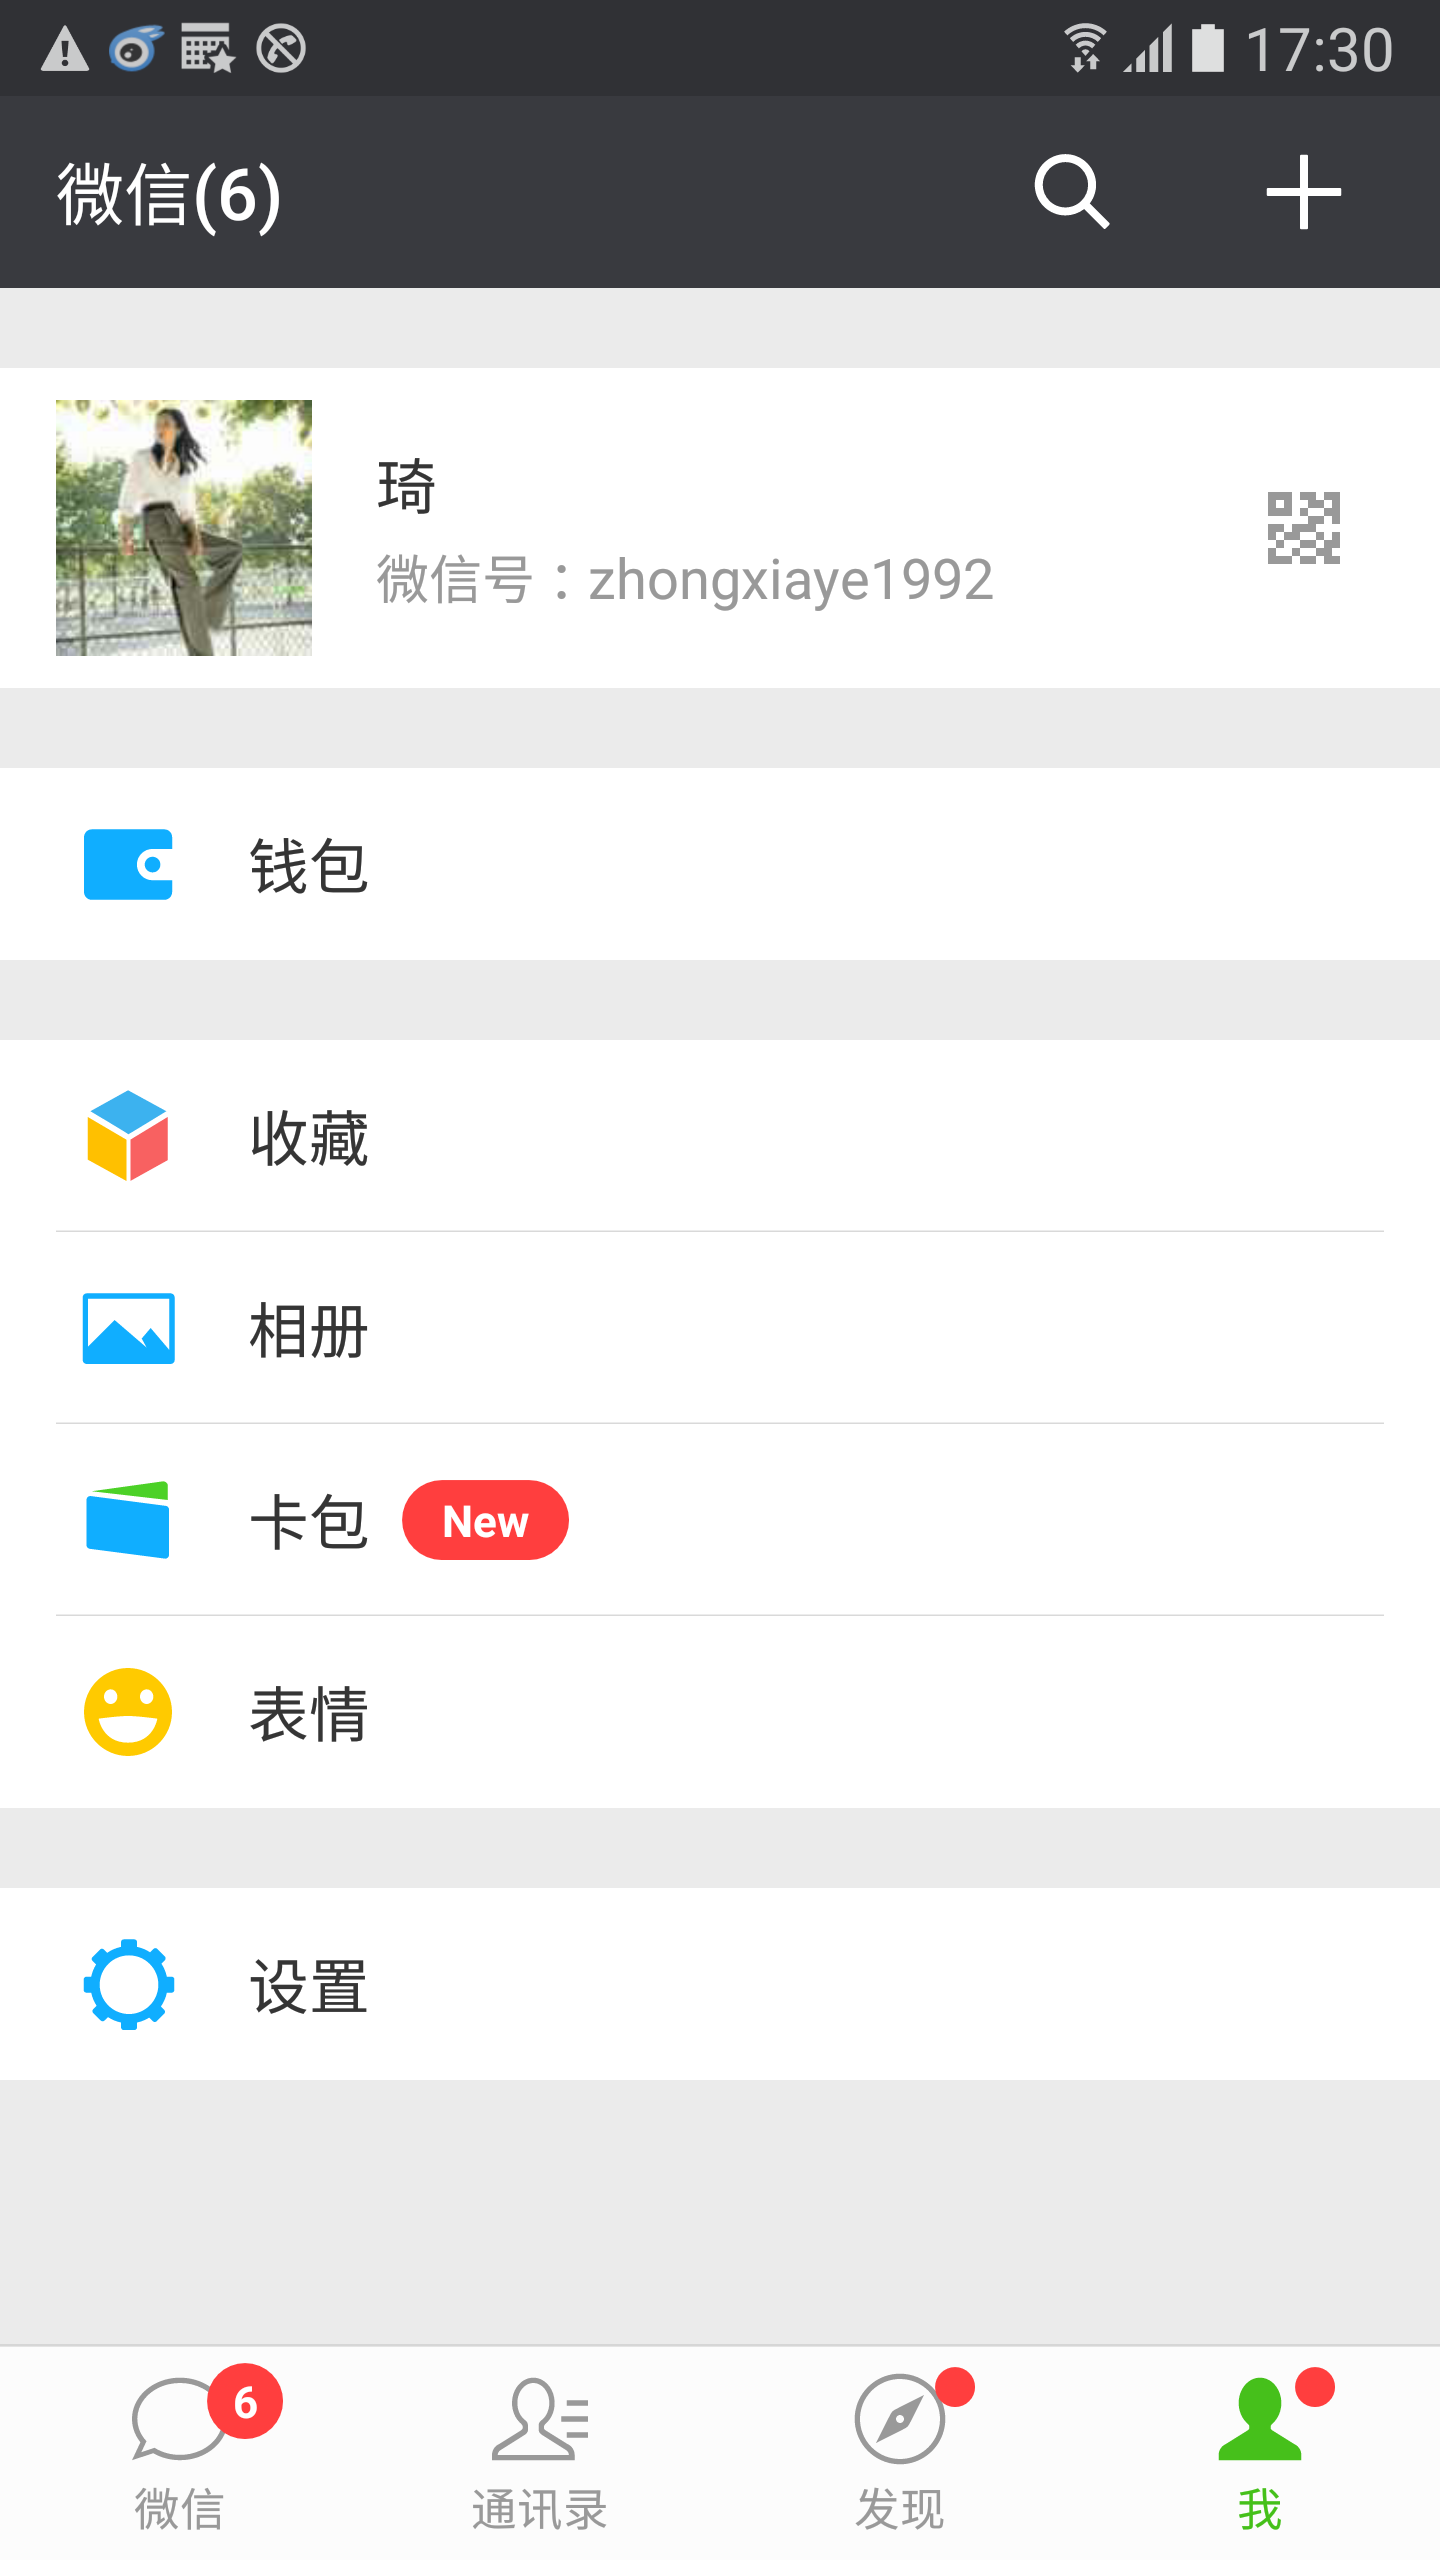 17:30
微信(6)
琦
微信号：zhongxiaye1992
钱包
收藏
相册
卡包 New
表情
设置
6
微信 通讯录 发现 我